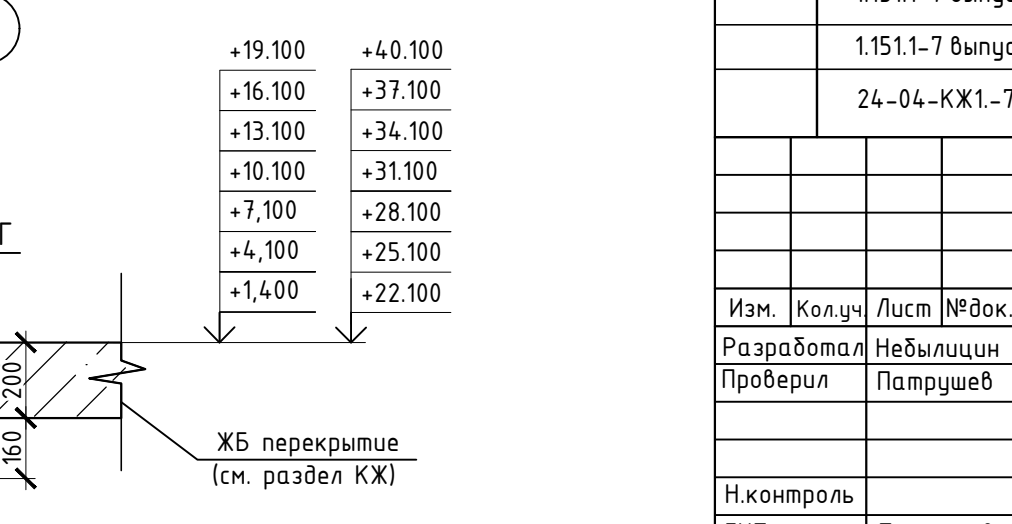 +19.100
+16.100
+13.100
+10.100
+7,100
+4,100
+1,400
+40.100
+37.100
+34.100
+31.100
+28.100
+25.100
+22.100
200
160
ЖБ перекрытие
(см. раздел КЖ)
1.151.1-7
24-04-КЖ1.-7
Изм. Кол.уч. Лист №док.
Разработал Небылицин
Проверил Патрушев
Н.контроль